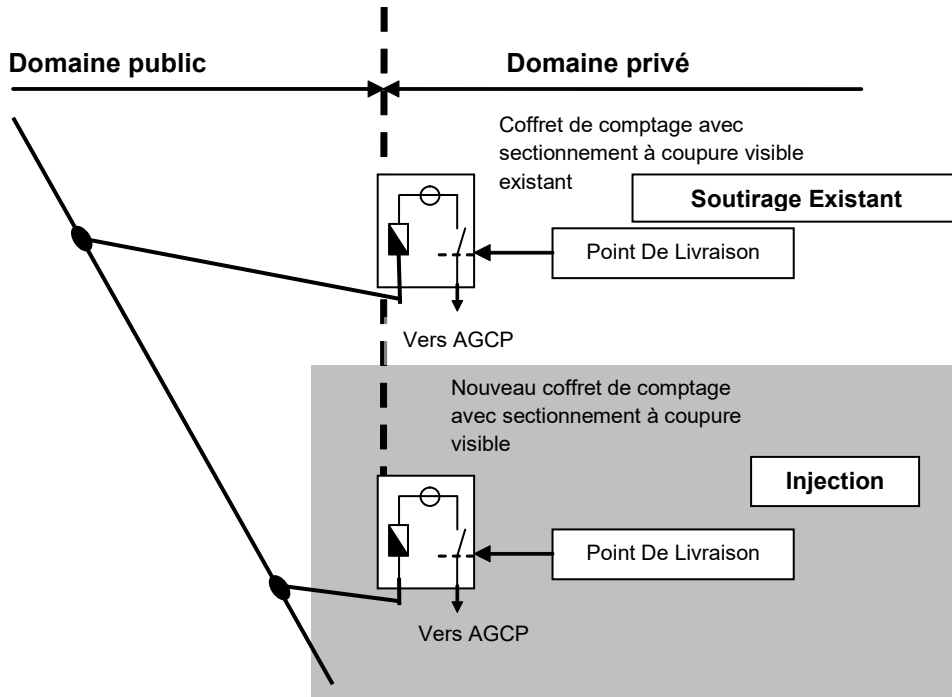 Domaine public
Domaine privé
Coffret de comptage avec
sectionnement à coupure visible
existant
Soutirage Existant
Point De Livraison
Vers AGCP
Nouveau coffret de comptage
avec sectionnement à coupure
visible
Injection
Point De Livraison
Vers AGCP